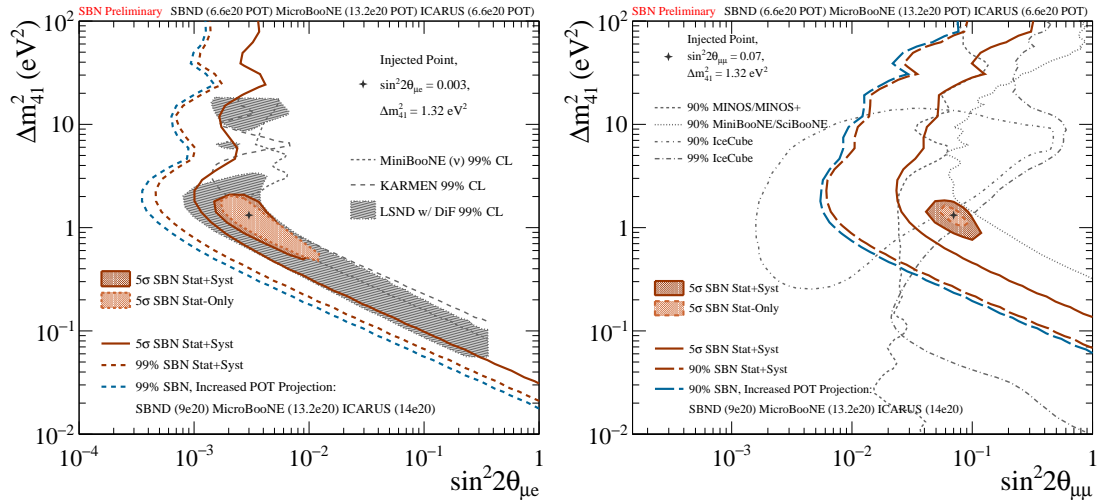 SBN Preliminary SBND (6.6e20 POT) MicroBooNE (13.2e20 POT) ICARUS (6.6e20 POT)
Δm²₄₁ (eV²)
10²
10
1
10⁻¹
10⁻²
Injected Point,
sin²2θμe = 0.003,
Δm²₄₁ = 1.32 eV²
MiniBooNE (ν) 99% CL
KARMEN 99% CL
LSND w/ DiF 99% CL
5σ SBN Stat+Syst
5σ SBN Stat-Only
5σ SBN Stat+Syst
99% SBN Stat+Syst
99% SBN, Increased POT Projection:
SBND (9e20) MicroBooNE (13.2e20) ICARUS (14e20)
10⁻⁴ 10⁻³ 10⁻² 10⁻¹ 1
sin²2θμe
SBN Preliminary SBND (6.6e20 POT) MicroBooNE (13.2e20 POT) ICARUS (6.6e20 POT)
Δm²₄₁ (eV²)
10²
10
1
10⁻¹
10⁻²
Injected Point,
sin²2θμμ = 0.07,
Δm²₄₁ = 1.32 eV²
90% MINOS/MINOS+
90% MiniBooNE/SciBooNE
90% IceCube
99% IceCube
5σ SBN Stat+Syst
5σ SBN Stat-Only
5σ SBN Stat+Syst
90% SBN Stat+Syst
90% SBN, Increased POT Projection:
SBND (9e20) MicroBooNE (13.2e20) ICARUS (14e20)
10⁻² 10⁻¹ 1
sin²2θμμ